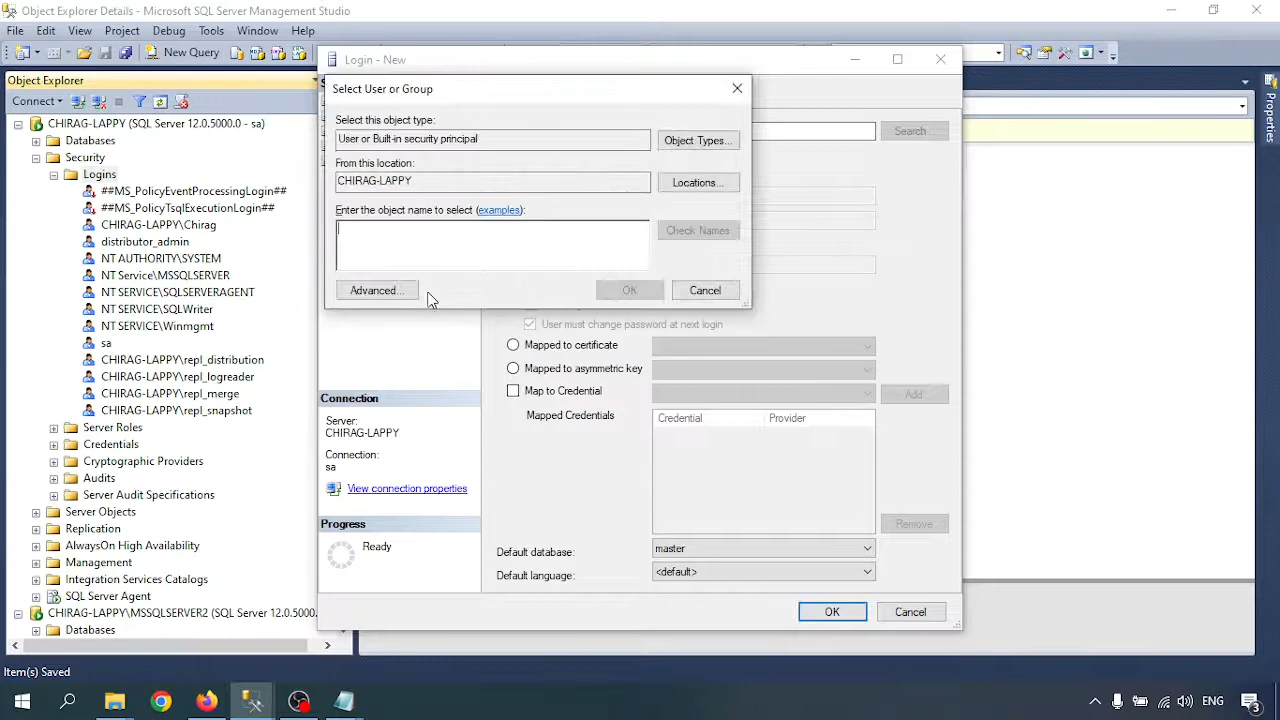 Object Explorer Details - Microsoft SQL Server Management Studio
File Edit View Project Debug Tools Window Help
New Query
Object Explorer
Connect
CHIRAG-LAPPY (SQL Server 12.0.5000.0 - sa)
Databases
Security
Logins
##MS_PolicyEventProcessingLogin##
##MS_PolicyTsqlExecutionLogin##
CHIRAG-LAPPY\Chirag
distributor_admin
NT AUTHORITY\SYSTEM
NT Service\MSSQLSERVER
NT SERVICE\SQLSERVERAGENT
NT SERVICE\SQLWriter
NT SERVICE\Winmgmt
sa
CHIRAG-LAPPY\repl_distribution
CHIRAG-LAPPY\repl_logreader
CHIRAG-LAPPY\repl_merge
CHIRAG-LAPPY\repl_snapshot
Server Roles
Credentials
Cryptographic Providers
Audits
Server Audit Specifications
Server Objects
Replication
AlwaysOn High Availability
Management
Integration Services Catalogs
SQL Server Agent
CHIRAG-LAPPY\MSSQLSERVER2 (SQL Server 12.0.5000.
Databases
Login - New
Select User or Group
Select this object type:
User or Built-in security principal
Object Types...
From this location:
CHIRAG-LAPPY
Locations...
Enter the object name to select (examples):
Check Names
Advanced...
OK
Cancel
Search...
User must change password at next login
Mapped to certificate
Mapped to asymmetric key
Map to Credential
Add
Mapped Credentials
Credential Provider
Remove
Default database:
master
Default language:
<default>
OK
Cancel
Connection
Server:
CHIRAG-LAPPY
Connection:
sa
View connection properties
Progress
Ready
Properties
Item(s) Saved
ENG
3